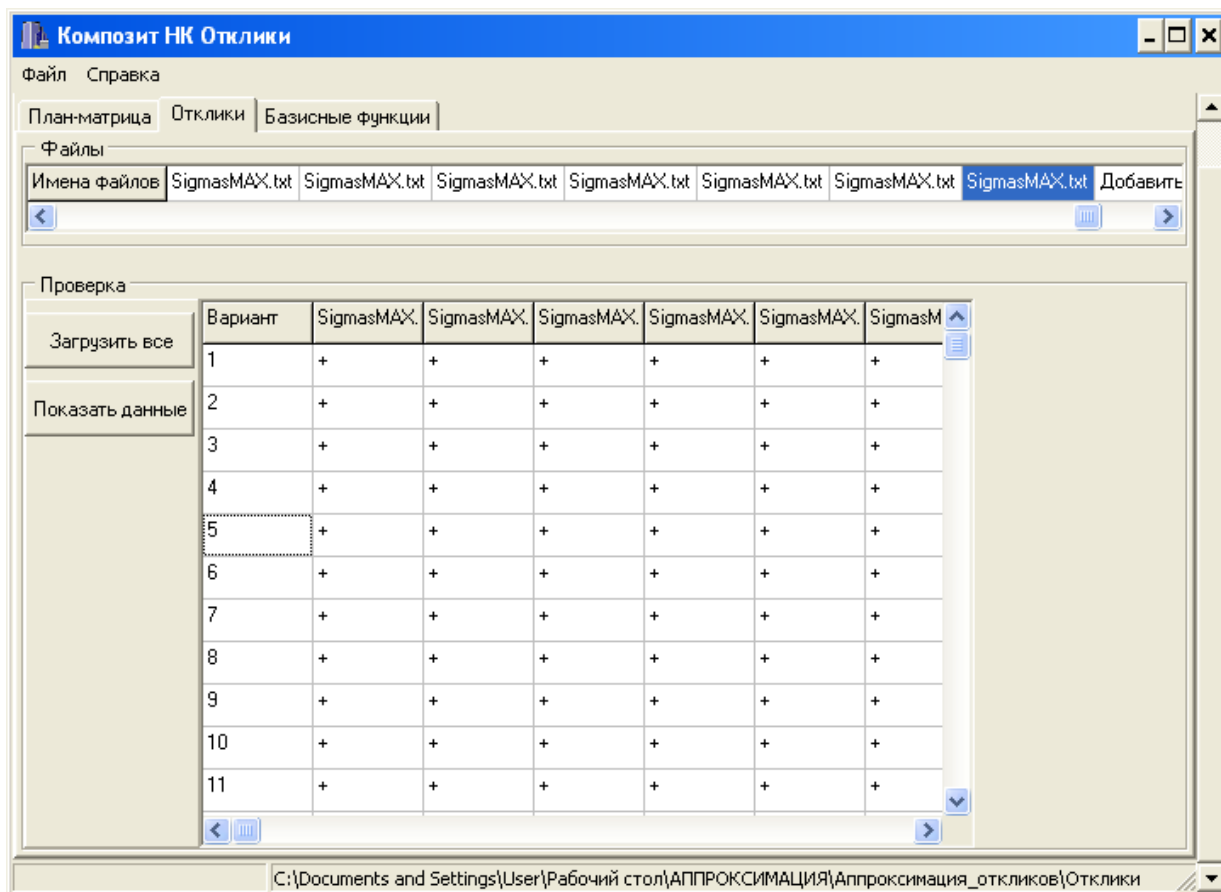 Композит НК Отклики
Файл Справка
План-матрица Отклики Базисные функции
Файлы
Имена файлов SigmasMAX.txt SigmasMAX.txt SigmasMAX.txt SigmasMAX.txt SigmasMAX.txt SigmasMAX.txt SigmasMAX.txt Добавить
Проверка
Загрузить все
Показать данные
Вариант SigmasMAX. SigmasMAX. SigmasMAX. SigmasMAX. SigmasMAX. SigmasM
1 + + + + + +
2 + + + + + +
3 + + + + + +
4 + + + + + +
5 + + + + + +
6 + + + + + +
7 + + + + + +
8 + + + + + +
9 + + + + + +
10 + + + + + +
11 + + + + + +
C:\Documents and Settings\User\Рабочий стол\АППРОКСИМАЦИЯ\Аппроксимация_откликов\Отклики